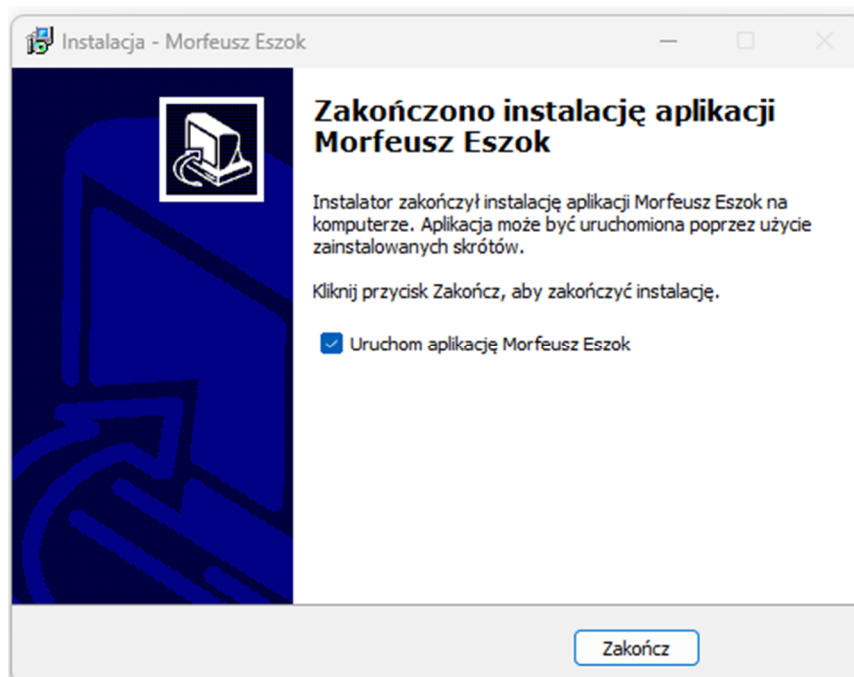 Instalacja - Morfeusz Eszok
Zakończono instalację aplikacji
Morfeusz Eszok
Instalator zakończył instalację aplikacji Morfeusz Eszok na
komputerze. Aplikacja może być uruchomiona poprzez użycie
zainstalowanych skrótów.
Kliknij przycisk Zakończ, aby zakończyć instalację.
Uruchom aplikację Morfeusz Eszok
Zakończ